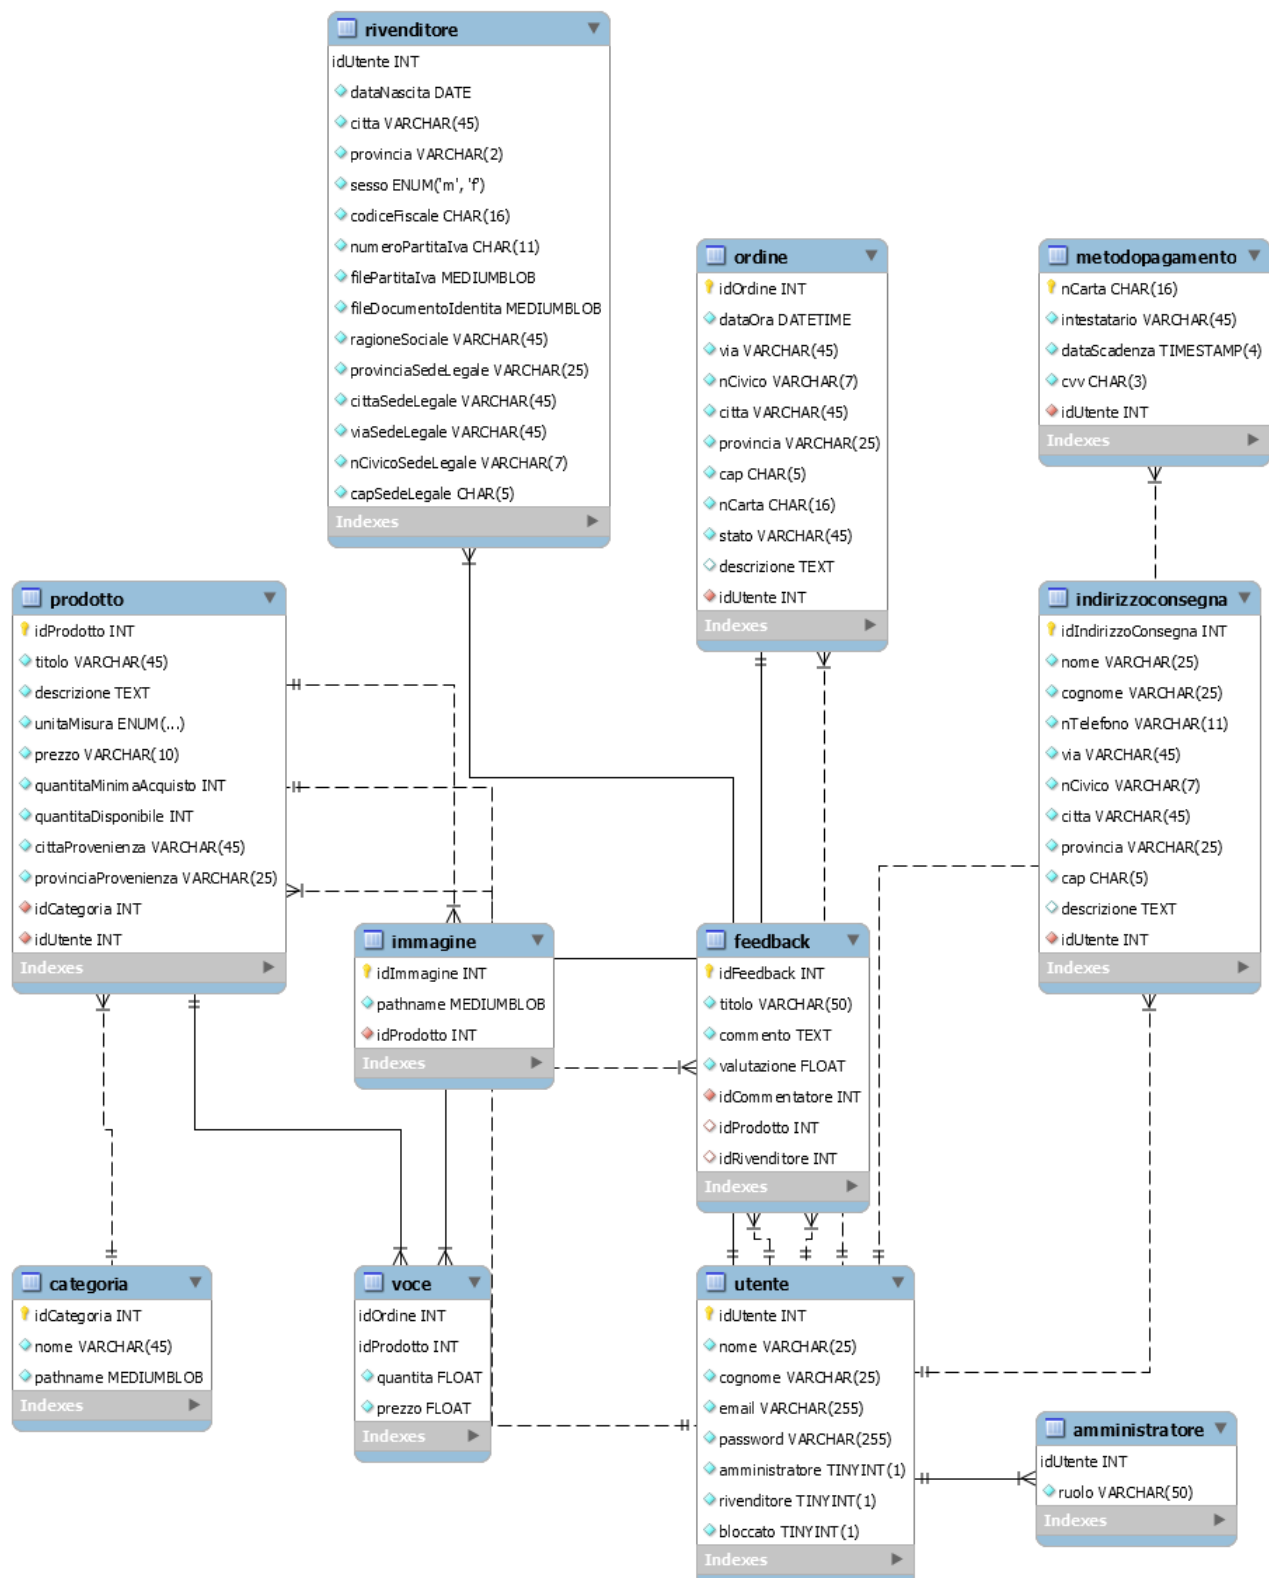 rivenditore
idUtente INT
dataNascita DATE
citta VARCHAR(45)
provincia VARCHAR(2)
sesso ENUM('m', 'f')
codiceFiscale CHAR(16)
numeroPartitaIva CHAR(11)
filePartitaIva MEDIUMBLOB
fileDocumentoIdentita MEDIUMBLOB
ragioneSociale VARCHAR(45)
provinciaSedeLegale VARCHAR(25)
cittaSedeLegale VARCHAR(45)
viaSedeLegale VARCHAR(45)
nCivicoSedeLegale VARCHAR(7)
capSedeLegale CHAR(5)
Indexes
ordine
idOrdine INT
dataOra DATETIME
via VARCHAR(45)
nCivico VARCHAR(7)
citta VARCHAR(45)
provincia VARCHAR(25)
cap CHAR(5)
nCarta CHAR(16)
stato VARCHAR(45)
descrizione TEXT
idUtente INT
Indexes
metodopagamento
nCarta CHAR(16)
intestatario VARCHAR(45)
dataScadenza TIMESTAMP(4)
cvv CHAR(3)
idUtente INT
Indexes
prodotto
idProdotto INT
titolo VARCHAR(45)
descrizione TEXT
unitaMisura ENUM(...)
prezzo VARCHAR(10)
quantitaMinimaAcquisto INT
quantitaDisponibile INT
cittaProvenienza VARCHAR(45)
provinciaProvenienza VARCHAR(25)
idCategoria INT
idUtente INT
Indexes
indirizzoconsegna
idIndirizzoConsegna INT
nome VARCHAR(25)
cognome VARCHAR(25)
nTelefono VARCHAR(11)
via VARCHAR(45)
nCivico VARCHAR(7)
citta VARCHAR(45)
provincia VARCHAR(25)
cap CHAR(5)
descrizione TEXT
idUtente INT
Indexes
immagine
idImmagine INT
pathname MEDIUMBLOB
idProdotto INT
Indexes
feedback
idFeedback INT
titolo VARCHAR(50)
commento TEXT
valutazione FLOAT
idCommentatore INT
idProdotto INT
idRivenditore INT
Indexes
categoria
idCategoria INT
nome VARCHAR(45)
pathname MEDIUMBLOB
Indexes
voce
idOrdine INT
idProdotto INT
quantita FLOAT
prezzo FLOAT
Indexes
utente
idUtente INT
nome VARCHAR(25)
cognome VARCHAR(25)
email VARCHAR(255)
password VARCHAR(255)
amministratore TINYINT(1)
rivenditore TINYINT(1)
bloccato TINYINT(1)
Indexes
amministratore
idUtente INT
ruolo VARCHAR(50)
Indexes